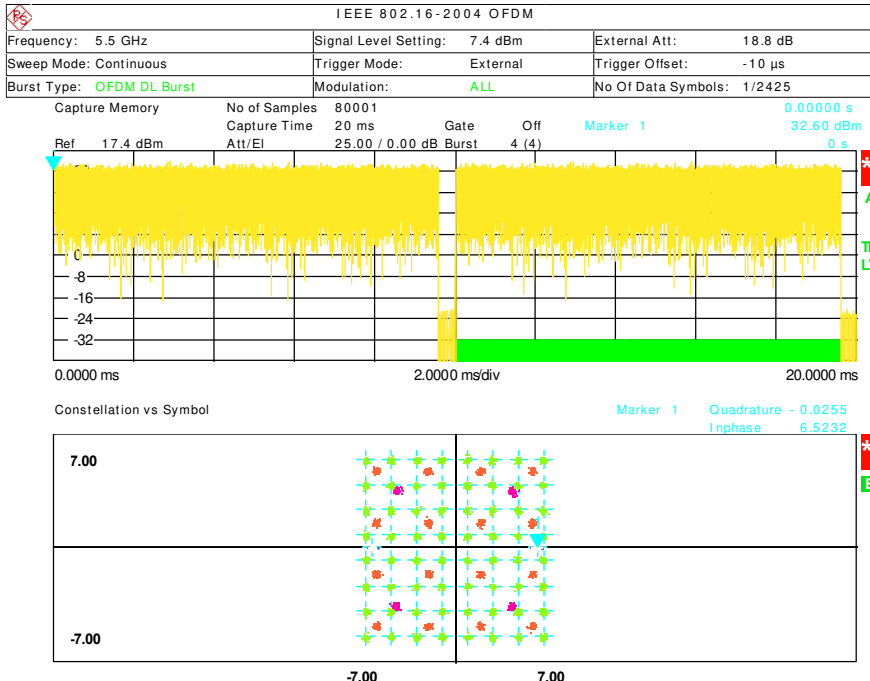 IEEE 802.16-2004 OFDM
Frequency: 5.5 GHz Signal Level Setting: 7.4 dBm External Att: 18.8 dB
Sweep Mode: Continuous Trigger Mode: External Trigger Offset: -10 µs
Burst Type: OFDM DL Burst Modulation: ALL No Of Data Symbols: 1/2425
Capture Memory No of Samples 80001 0.00000 s
Capture Time 20 ms Gate Off Marker 1 32.60 dBm
Ref 17.4 dBm Att/El 25.00 / 0.00 dB Burst 4 (4) 0 s
0
-8
-16
-24
-32
0.0000 ms 2.0000 ms/div 20.0000 ms
Constellation vs Symbol Marker 1 Quadrature - 0.0255
Inphase 6.5232
7.00
-7.00
-7.00 7.00